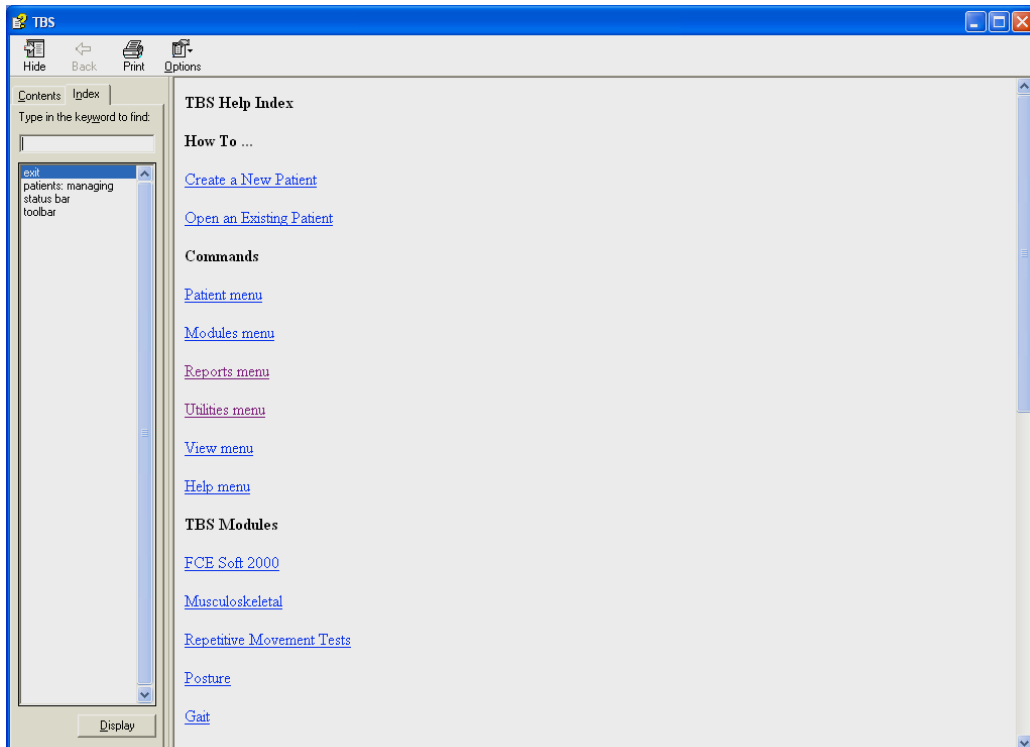 TBS
Hide Back Print Options
Contents Index
Type in the keyword to find:
exit
patients: managing
status bar
toolbar
Display
TBS Help Index
How To ...
Create a New Patient
Open an Existing Patient
Commands
Patient menu
Modules menu
Reports menu
Utilities menu
View menu
Help menu
TBS Modules
FCE Soft 2000
Musculoskeletal
Repetitive Movement Tests
Posture
Gait